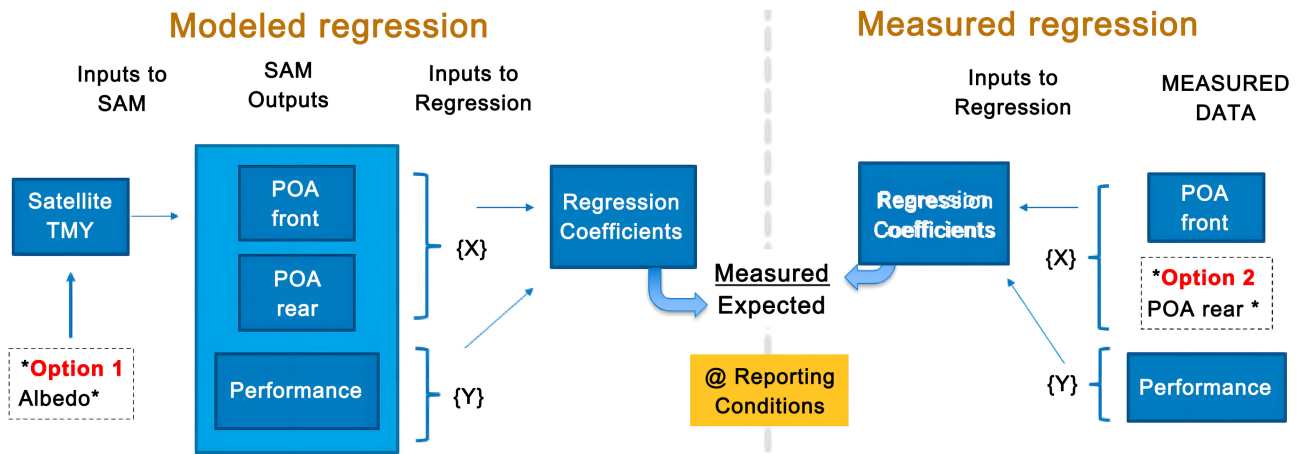 Modeled regression
Measured regression
Inputs to
SAM
SAM
Outputs
Inputs to
Regression
Inputs to
Regression
MEASURED
DATA
Satellite
TMY
*Option 1
Albedo*
POA
front
POA
rear
Performance
{X}
{Y}
Regression
Coefficients
Measured
Expected
@ Reporting
Conditions
Regression
Coefficients
{X}
{Y}
POA
front
*Option 2
POA rear *
Performance